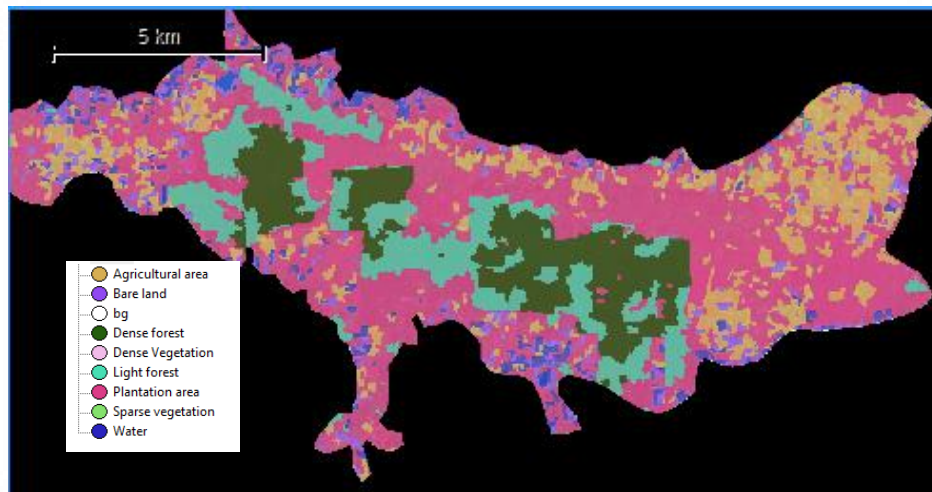 5 km
Agricultural area
Bare land
bg
Dense forest
Dense Vegetation
Light forest
Plantation area
Sparse vegetation
Water